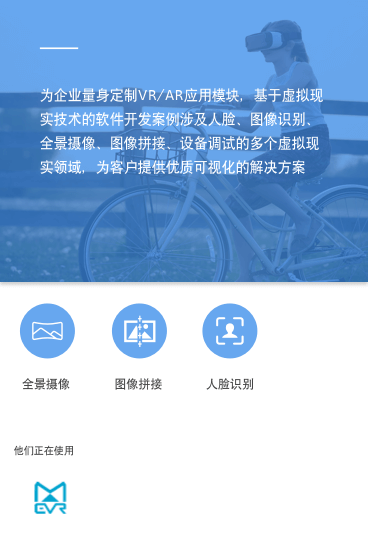 为企业量身定制VR/AR应用模块，基于虚拟现
实技术的软件开发案例涉及人脸、图像识别、
全景摄像、图像拼接、设备调试的多个虚拟现
实领域，为客户提供优质可视化的解决方案
全景摄像
图像拼接
人脸识别
他们正在使用
EVR